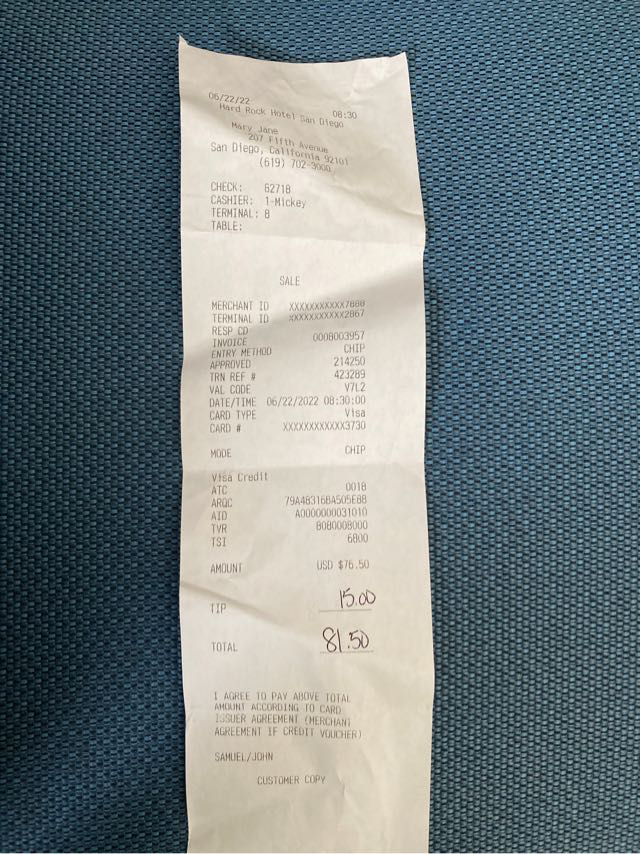 06/22/22 08:30
Hard Rock Hotel San Diego
Mary Jane
207 Fifth Avenue
San Diego, California 92101
(619) 702-3000
CHECK: 62718
CASHIER: 1-Mickey
TERMINAL: 8
TABLE:
SALE
MERCHANT ID XXXXXXXXXXX7888
TERMINAL ID XXXXXXXXXXX2867
RESP CD
INVOICE 0008003957
ENTRY METHOD CHIP
APPROVED 214250
TRN REF # 423289
VAL CODE V7L2
DATE/TIME 06/22/2022 08:30:00
CARD TYPE Visa
CARD # XXXXXXXXXXXX3730
MODE CHIP
Visa Credit
ATC 0018
ARQC 79A48316BA505E88
AID A0000000031010
TVR 8080008000
TSI 6800
AMOUNT USD $76.50
TIP 15.00
TOTAL 81.50
I AGREE TO PAY ABOVE TOTAL
AMOUNT ACCORDING TO CARD
ISSUER AGREEMENT (MERCHANT
AGREEMENT IF CREDIT VOUCHER)
SAMUEL/JOHN
CUSTOMER COPY